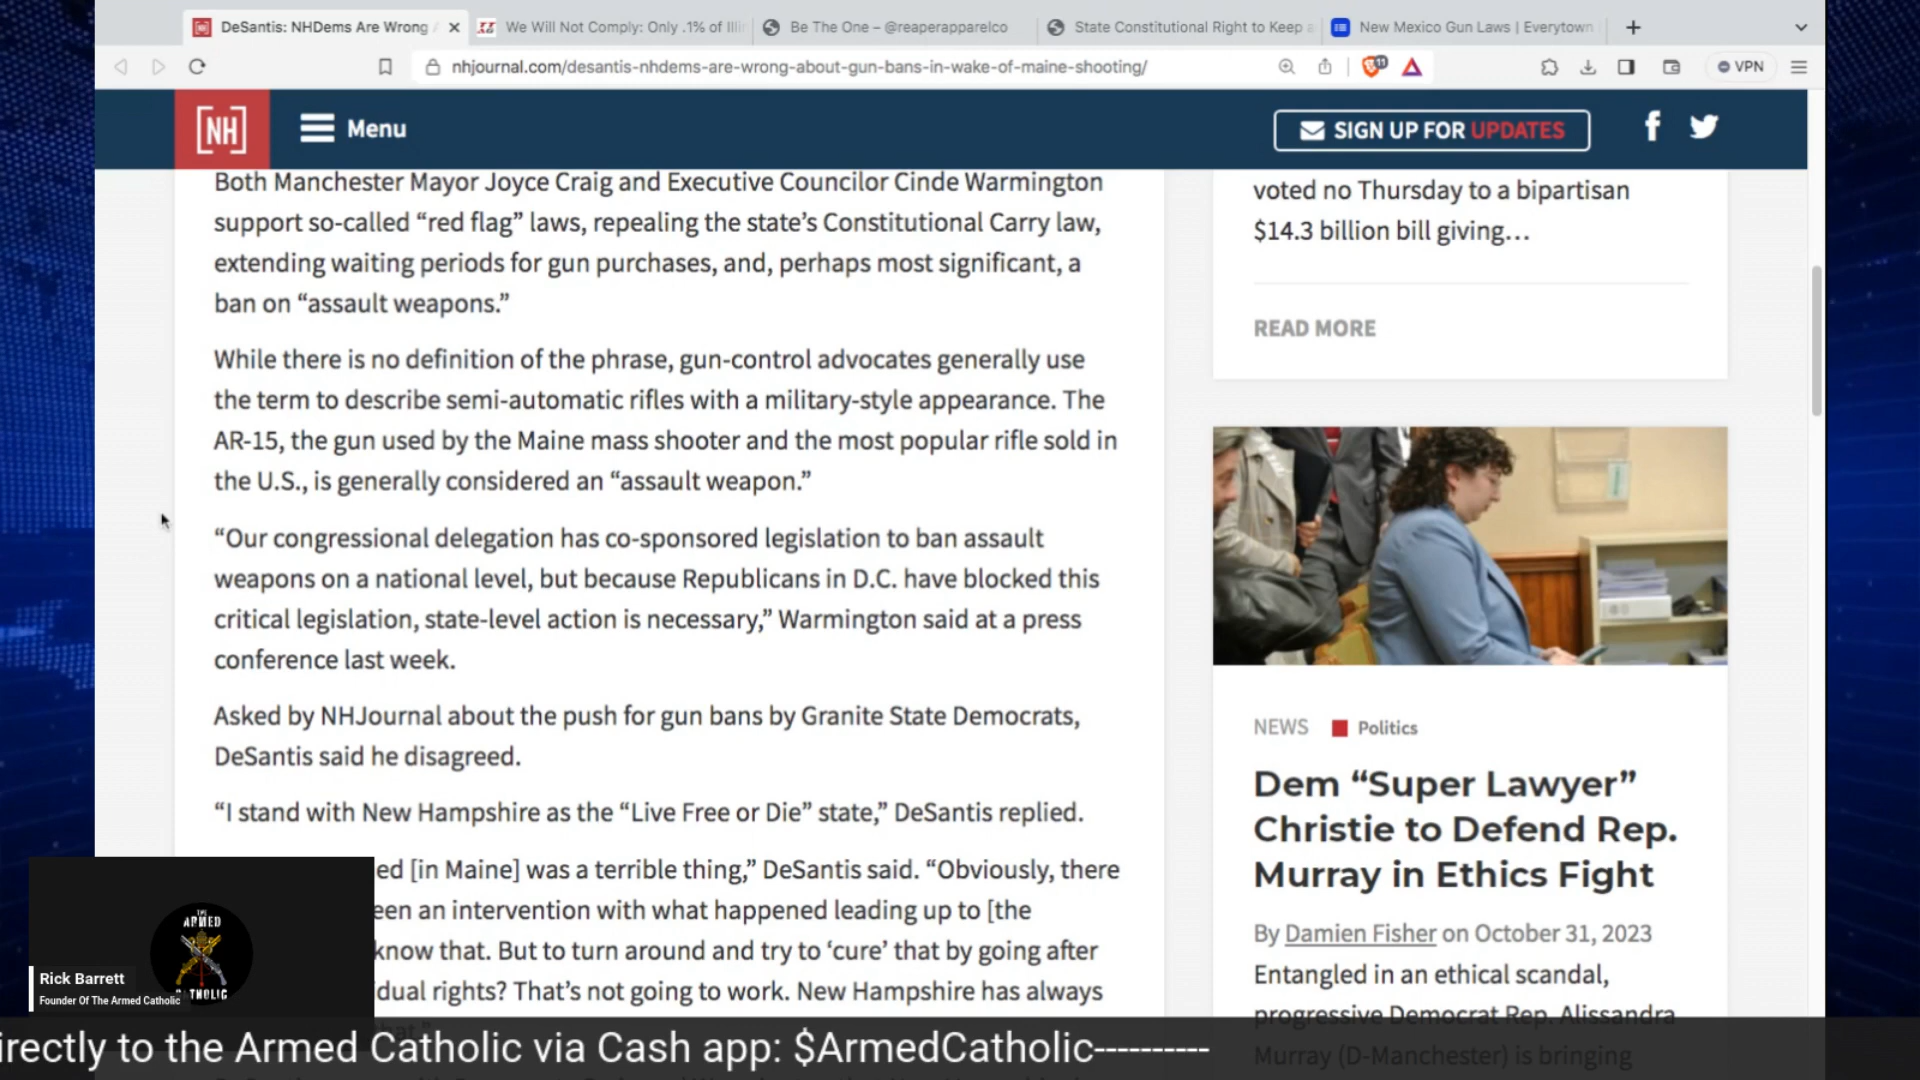 DeSantis: NHDems Are Wrong
We Will Not Comply: Only .1% of Illi
Be The One – @reaperapparelco
State Constitutional Right to Keep a
New Mexico Gun Laws | Everytown
nhjournal.com/desantis-nhdems-are-wrong-about-gun-bans-in-wake-of-maine-shooting/
11
VPN
NH
Menu
SIGN UP FOR UPDATES
Both Manchester Mayor Joyce Craig and Executive Councilor Cinde Warmington
support so-called “red flag” laws, repealing the state’s Constitutional Carry law,
extending waiting periods for gun purchases, and, perhaps most significant, a
ban on “assault weapons.”
While there is no definition of the phrase, gun-control advocates generally use
the term to describe semi-automatic rifles with a military-style appearance. The
AR-15, the gun used by the Maine mass shooter and the most popular rifle sold in
the U.S., is generally considered an “assault weapon.”
“Our congressional delegation has co-sponsored legislation to ban assault
weapons on a national level, but because Republicans in D.C. have blocked this
critical legislation, state-level action is necessary,” Warmington said at a press
conference last week.
Asked by NHJournal about the push for gun bans by Granite State Democrats,
DeSantis said he disagreed.
“I stand with New Hampshire as the “Live Free or Die” state,” DeSantis replied.
ed [in Maine] was a terrible thing,” DeSantis said. “Obviously, there
een an intervention with what happened leading up to [the
know that. But to turn around and try to ‘cure’ that by going after
dual rights? That’s not going to work. New Hampshire has always
voted no Thursday to a bipartisan
$14.3 billion bill giving…
READ MORE
NEWS Politics
Dem “Super Lawyer”
Christie to Defend Rep.
Murray in Ethics Fight
By Damien Fisher on October 31, 2023
Entangled in an ethical scandal,
progressive Democrat Rep. Alissandra
Murray (D-Manchester) is bringing
THE
ARMED
CATHOLIC
Rick Barrett
Founder Of The Armed Catholic
irectly to the Armed Catholic via Cash app: $ArmedCatholic----------